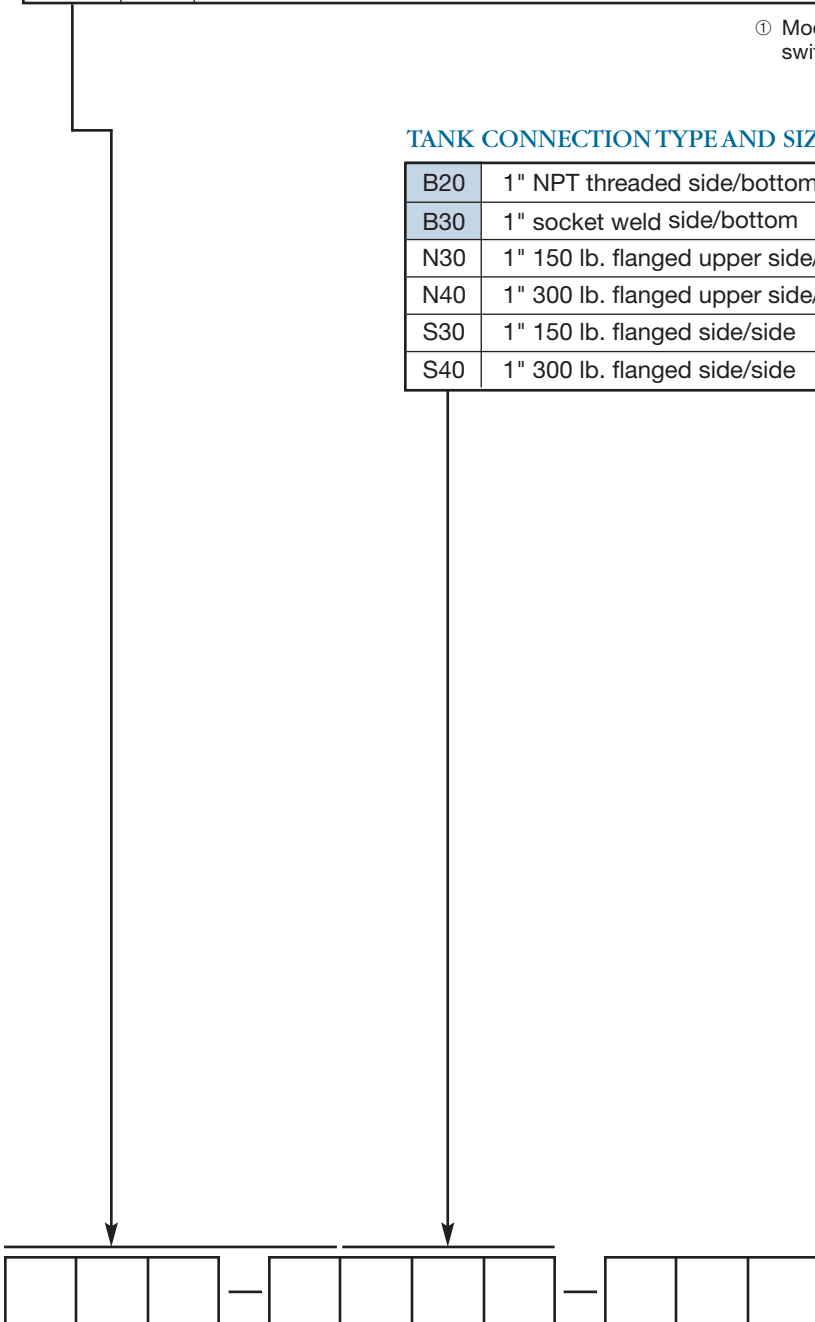 ① 
TANK CONNECTION TYPE AND
B20 1" NPT threaded side/bottom
B30 1" socket weld side/bottom
N30 1" 150 lb. flanged upper side/
N40 1" 300 lb. flanged upper side/
S30 1" 150 lb. flanged side/side
S40 1" 300 lb. flanged side/side
— —